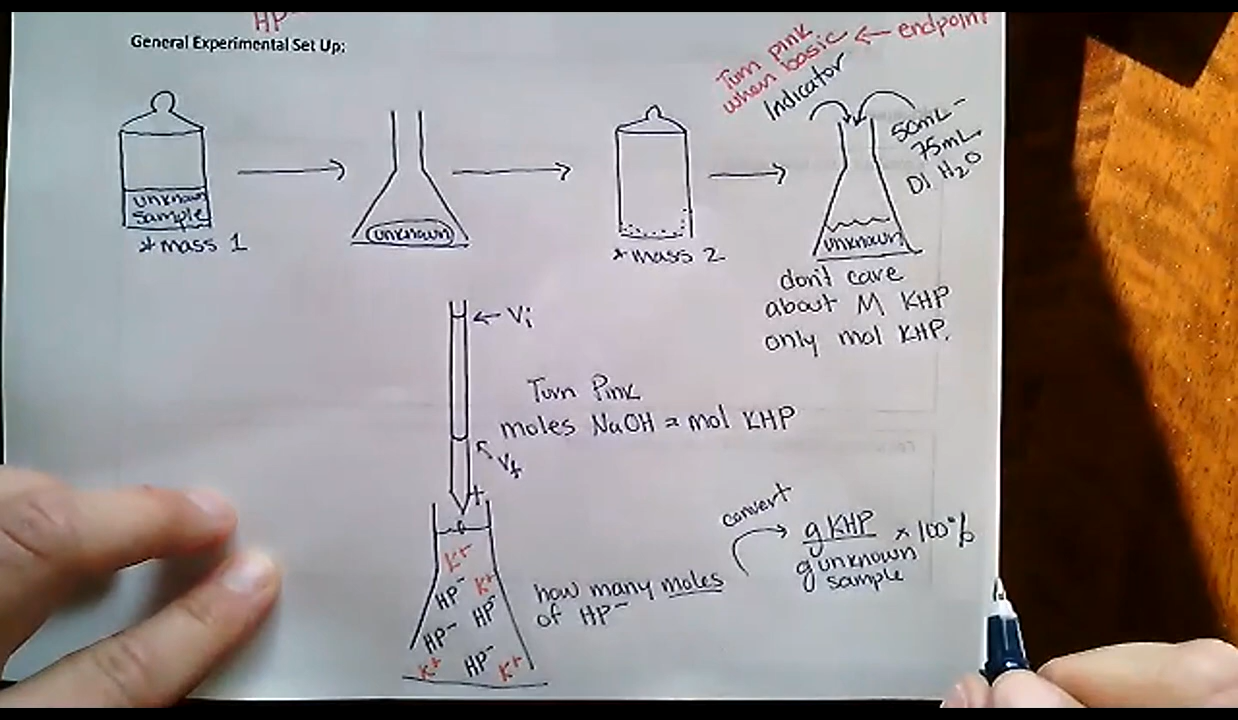 HP
General Experimental Set Up:
Turn pink
when basic ← endpoint
Indicator
50mL-
75mL
DI H₂O
unknown
sample
* mass 1
unknown
* mass 2
unknown
don't care
about M KHP
only mol KHP.
← Vi
Turn Pink
moles NaOH = mol KHP
Vf
convert
g KHP × 100%
g unknown
sample
how many moles
of HP⁻
K⁺
HP⁻ K⁺
HP⁻ HP⁻
K⁺ HP⁻ K⁺